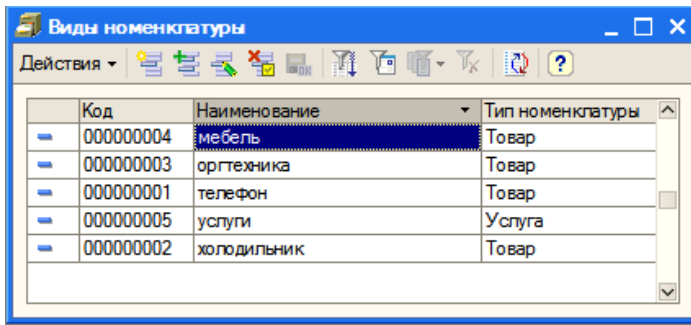 Виды номенклатуры
Действия
Код Наименование Тип номенклатуры
000000004 мебель Товар
000000003 оргтехника Товар
000000001 телефон Товар
000000005 услуги Услуга
000000002 холодильник Товар